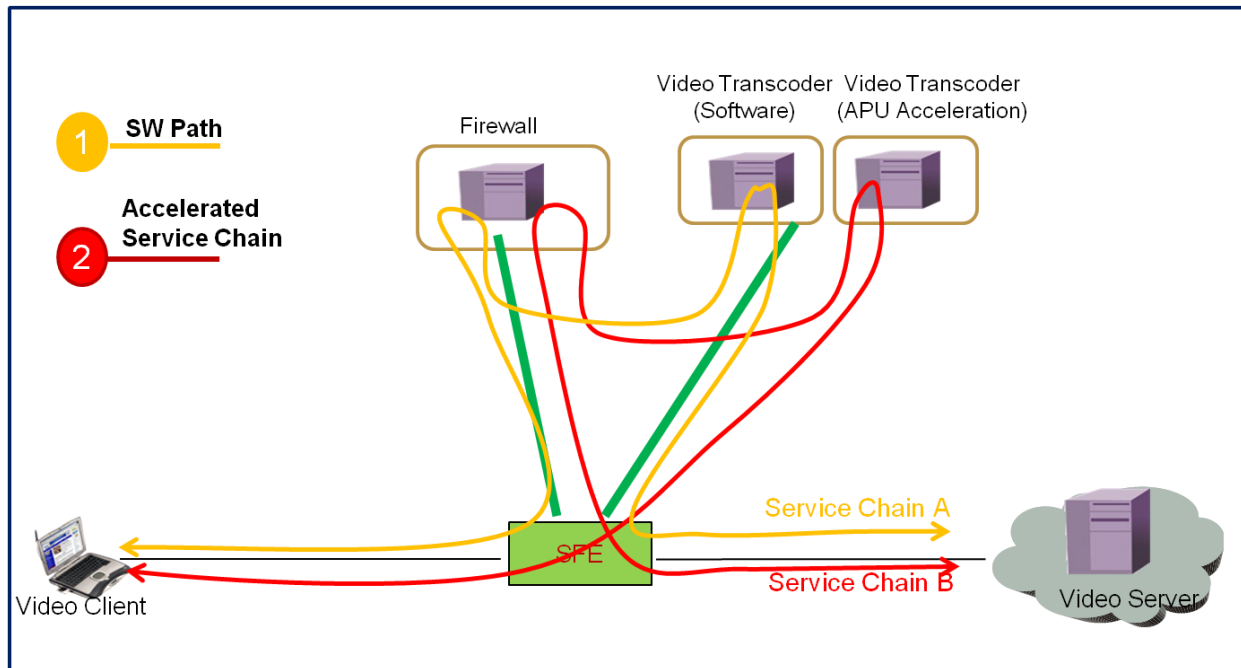 1
SW Path
2
Accelerated
Service Chain
Firewall
Video Transcoder
(Software)
Video Transcoder
(APU Acceleration)
Service Chain A
SFE
Service Chain B
Video Client
Video Server